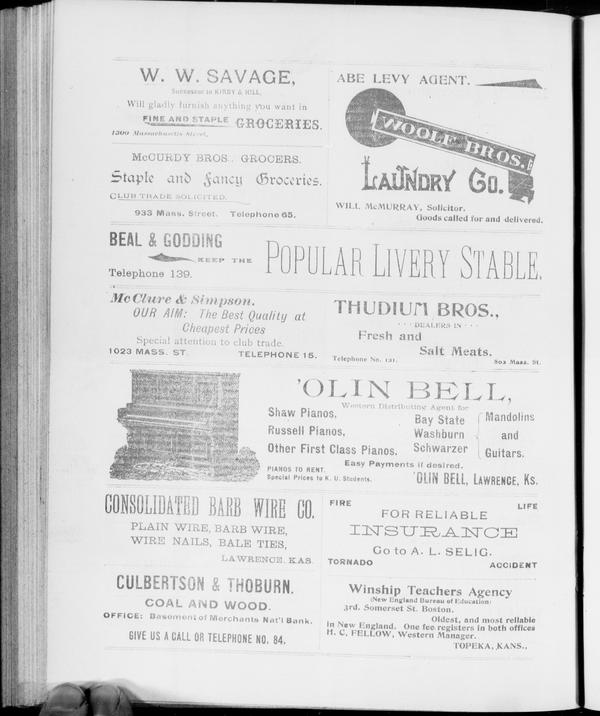 W. W. SAVAGE,
Successor to KIRBY & HILL,
Will gladly furnish anything you want in
FINE AND STAPLE GROCERIES.
1300 Massachusetts Street,
ABE LEVY AGENT.
WOOLF BROS.
LAUNDRY CO.
WILL McMURRAY, Solicitor.
Goods called for and delivered.
McCURDY BROS., GROCERS.
Staple and Fancy Groceries.
CLUB TRADE SOLICITED.
933 Mass. Street. Telephone 65.
BEAL & GODDING
KEEP THE
Telephone 139.
POPULAR LIVERY STABLE.
McClure & Simpson.
OUR AIM: The Best Quality at
Cheapest Prices
Special attention to club trade.
1023 MASS. ST. TELEPHONE 15.
THUDIUM BROS.,
··· DEALERS IN ···
Fresh and
Salt Meats.
Telephone No. 121. 802 Mass. St.
'OLIN BELL,
Western Distributing Agent for
Shaw Pianos,
Russell Pianos,
Other First Class Pianos.
Bay State
Washburn
Schwarzer
Mandolins
and
Guitars.
Easy Payments if desired.
PIANOS TO RENT.
Special Prices to K. U. Students.
'OLIN BELL, LAWRENCE, KS.
CONSOLIDATED BARB WIRE CO.
PLAIN WIRE, BARB WIRE,
WIRE NAILS, BALE TIES,
LAWRENCE, KAS.
FIRE LIFE
FOR RELIABLE
INSURANCE
Go to A. L. SELIG.
TORNADO ACCIDENT
CULBERTSON & THOBURN.
COAL AND WOOD.
OFFICE: Basement of Merchants Nat'l Bank.
GIVE US A CALL OR TELEPHONE NO. 84.
Winship Teachers Agency
(New England Bureau of Education)
3rd. Somerset St. Boston.
Oldest, and most reliable
in New England. One fee registers in both offices
H. C. FELLOW, Western Manager.
TOPEKA, KANS.,